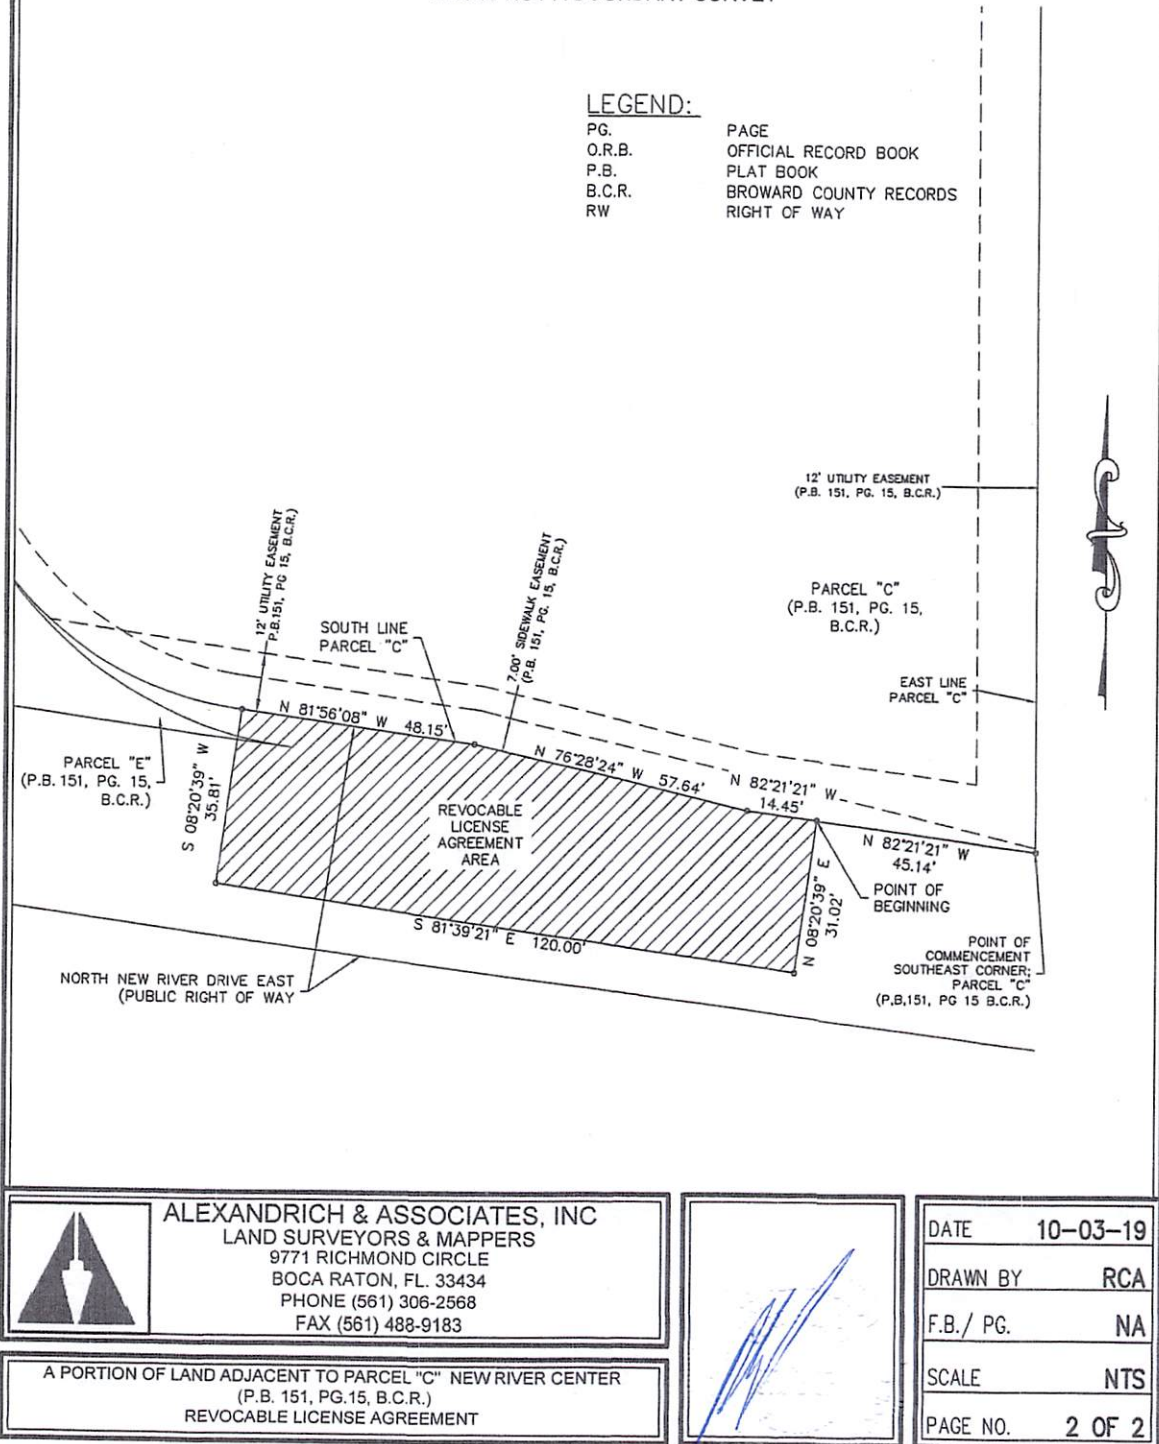 LEGEND:
PG. PAGE
O.R.B. OFFICIAL RECORD BOOK
P.B. PLAT BOOK
B.C.R. BROWARD COUNTY RECORDS
RW RIGHT OF WAY
12' UTILITY EASEMENT
(P.B. 151, PG. 15, B.C.R.)
12' UTILITY EASEMENT
P.B.151, PG 15, B.C.R.)
7.00' SIDEWALK EASEMENT
(P.B. 151, PG. 15, B.C.R.)
PARCEL "C"
(P.B. 151, PG. 15,
B.C.R.)
SOUTH LINE
PARCEL "C"
EAST LINE
PARCEL "C"
N 81°56'08" W 48.15'
N 76°28'24" W 57.64'
N 82°21'21" W
14.45'
PARCEL "E"
(P.B. 151, PG. 15,
B.C.R.)
S 08°20'39" W
35.81'
REVOCABLE
LICENSE
AGREEMENT
AREA
N 82°21'21" W
45.14'
N 08°20'39" E
31.02'
POINT OF
BEGINNING
S 81°39'21" E 120.00'
POINT OF
COMMENCEMENT
SOUTHEAST CORNER;
PARCEL "C"
(P.B.151, PG 15 B.C.R.)
NORTH NEW RIVER DRIVE EAST
(PUBLIC RIGHT OF WAY
ALEXANDRICH & ASSOCIATES, INC
LAND SURVEYORS & MAPPERS
9771 RICHMOND CIRCLE
BOCA RATON, FL. 33434
PHONE (561) 306-2568
FAX (561) 488-9183
A PORTION OF LAND ADJACENT TO PARCEL "C" NEW RIVER CENTER
(P.B. 151, PG.15, B.C.R.)
REVOCABLE LICENSE AGREEMENT
DATE 10-03-19
DRAWN BY RCA
F.B./ PG. NA
SCALE NTS
PAGE NO. 2 OF 2